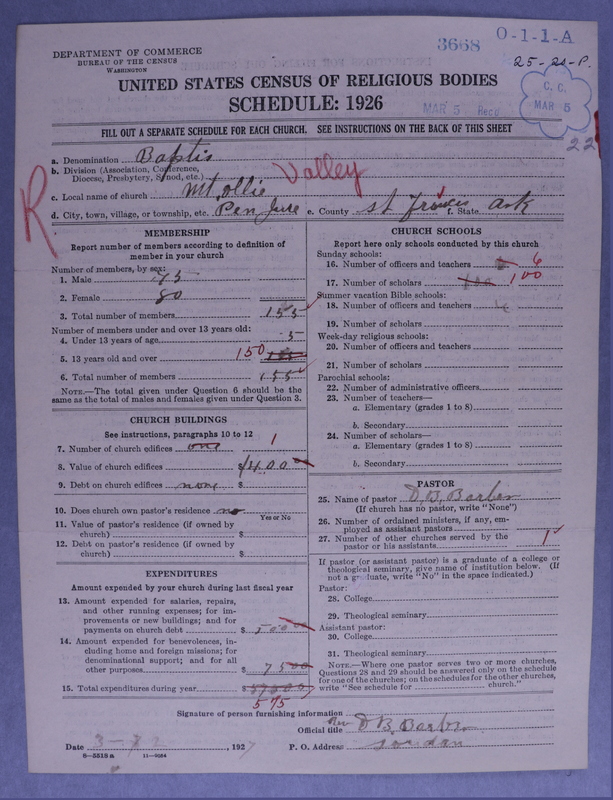 3668 O-1-1-A
DEPARTMENT OF COMMERCE
BUREAU OF THE CENSUS
WASHINGTON
25-20-P.
UNITED STATES CENSUS OF RELIGIOUS BODIES
SCHEDULE: 1926
C. C.
MAR 5
MAR 5 Recd
FILL OUT A SEPARATE SCHEDULE FOR EACH CHURCH. SEE INSTRUCTIONS ON THE BACK OF THIS SHEET
22
R
a. Denomination Baptis
b. Division (Association, Conference, Diocese, Presbytery, Synod, etc.)
Valley
c. Local name of church Mt. Ollie
d. City, town, village, or township, etc. e. County St Francis f. State Ark
MEMBERSHIP
Report number of members according to definition of
member in your church
Number of members, by sex:
1. Male 75
2. Female 80
3. Total number of members 155
Number of members under and over 13 years old:
4. Under 13 years of age 5
5. 13 years old and over 150
6. Total number of members 155
NOTE.—The total given under Question 6 should be
same as the total of males and females given under Question 3.
CHURCH BUILDINGS
See instructions, paragraphs 10 to 12
7. Number of church edifices one 1
8. Value of church edifices $400
9. Debt on church edifices none $
10. Does church own pastor's residence no
Yes or No
11. Value of pastor's residence (if owned by
church) $
12. Debt on pastor's residence (if owned by
church) $
EXPENDITURES
Amount expended by your church during last fiscal year
13. Amount expended for salaries, repairs,
and other running expenses; for im-
provements or new buildings; and for
payments on church debt $ 500 00
14. Amount expended for benevolences, in-
cluding home and foreign missions; for
denominational support; and for all
other purposes $ 75 00
15. Total expenditures during year $
575
CHURCH SCHOOLS
Report here only schools conducted by this church
Sunday schools:
16. Number of officers and teachers 6
17. Number of scholars 100 100
Summer vacation Bible schools:
18. Number of officers and teachers
19. Number of scholars
Week-day religious schools:
20. Number of officers and teachers
21. Number of scholars
Parochial schools:
22. Number of administrative officers
23. Number of teachers—
a. Elementary (grades 1 to 8)
b. Secondary
24. Number of scholars—
a. Elementary (grades 1 to 8)
b. Secondary
PASTOR
25. Name of pastor D. B. Barber
(If church has no pastor, write "None")
26. Number of ordained ministers, if any, em-
ployed as assistant pastors
27. Number of other churches served by the
pastor or his assistants 1
If pastor (or assistant pastor) is a graduate of a college or
theological seminary, give name of institution below. (If
not a graduate, write "No" in the space indicated.)
Pastor:
28. College
29. Theological seminary
Assistant pastor:
30. College
31. Theological seminary
NOTE.—Where one pastor serves two or more churches,
Questions 28 and 29 should be answered only on the schedule
for one of the churches; on the schedules for the other churches,
write "See schedule for church."
Signature of person furnishing information
Official title Rev D. B. Barber
Date , 1927 P. O. Address
8-5518 a 11-9084